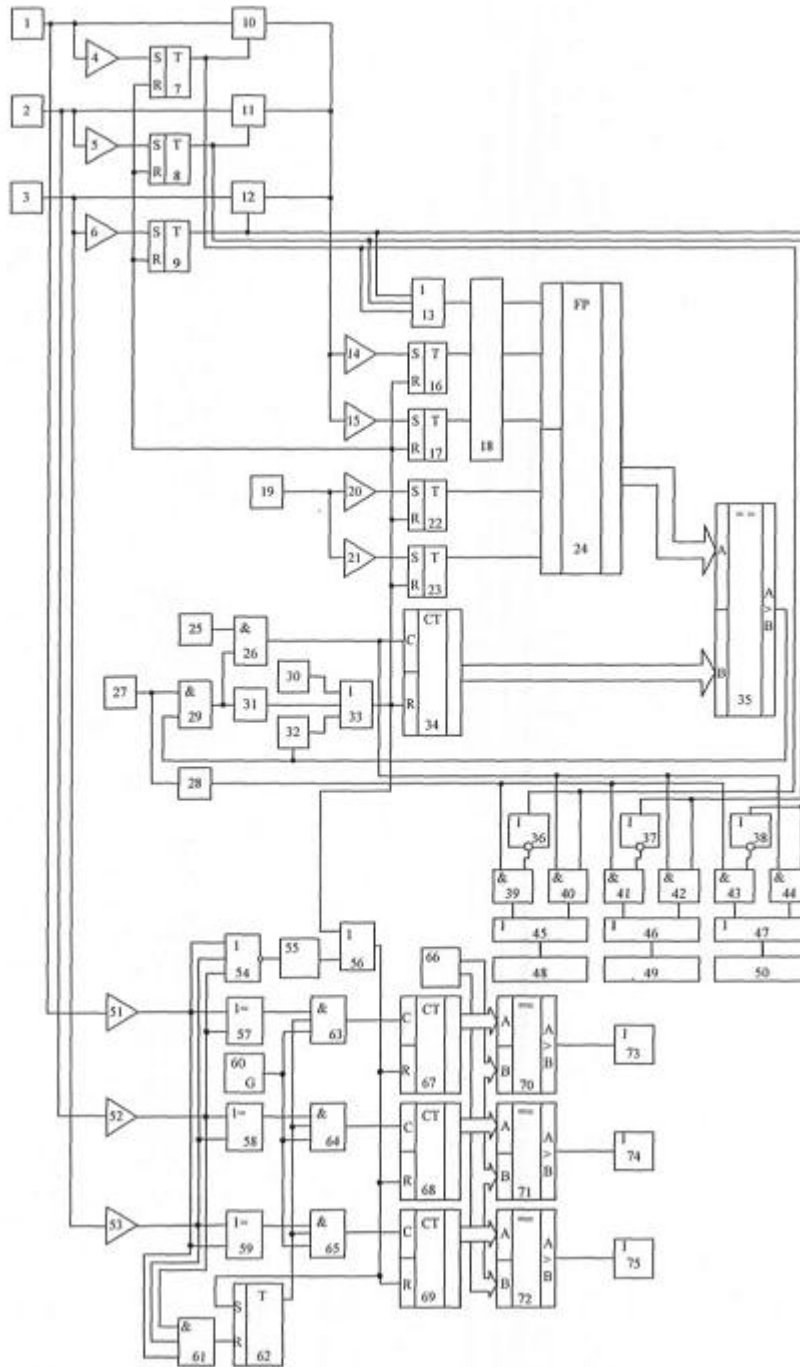 1
10
4
S T
R
7
2
11
5
S T
R
8
3
12
6
S T
R
9
1
13
FP
14
S T
R
16
15
S T
R
17
18
19
20
S T
R
22
21
S T
R
23
24
= =
A
A > B
B
35
25
&
26
CT
C
R
34
27
&
29
31
30
1
33
32
28
1
36
1
37
1
38
&
39
&
40
&
41
&
42
&
43
&
44
1
45
1
46
1
47
48
49
50
1
54
55
1
56
66
51
1=
57
&
63
C CT
R
67
A ==
B
A > B
70
1
73
60
G
52
1=
58
&
64
C CT
R
68
A ==
B
A > B
71
1
74
53
1=
59
&
65
C CT
R
69
A ==
B
A > B
72
1
75
&
61
S T
R
62